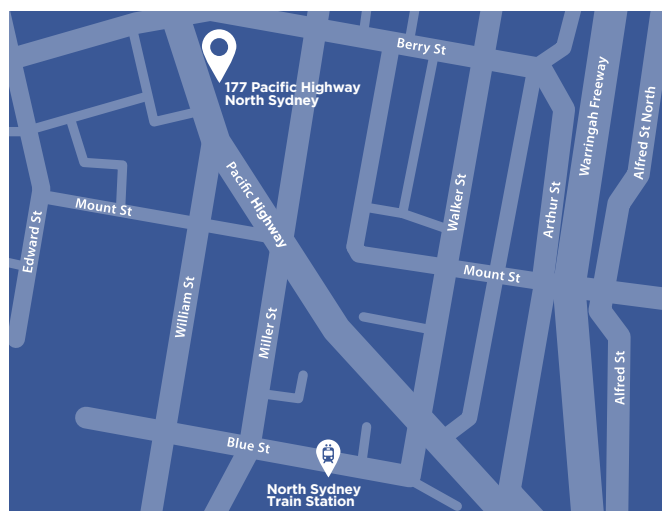 Berry St
177 Pacific Highway
North Sydney
Warringah Freeway
Alfred St North
Pacific Highway
Mount St
Edward St
Walker St
Arthur St
Mount St
William St
Miller St
Alfred St
Blue St
North Sydney
Train Station